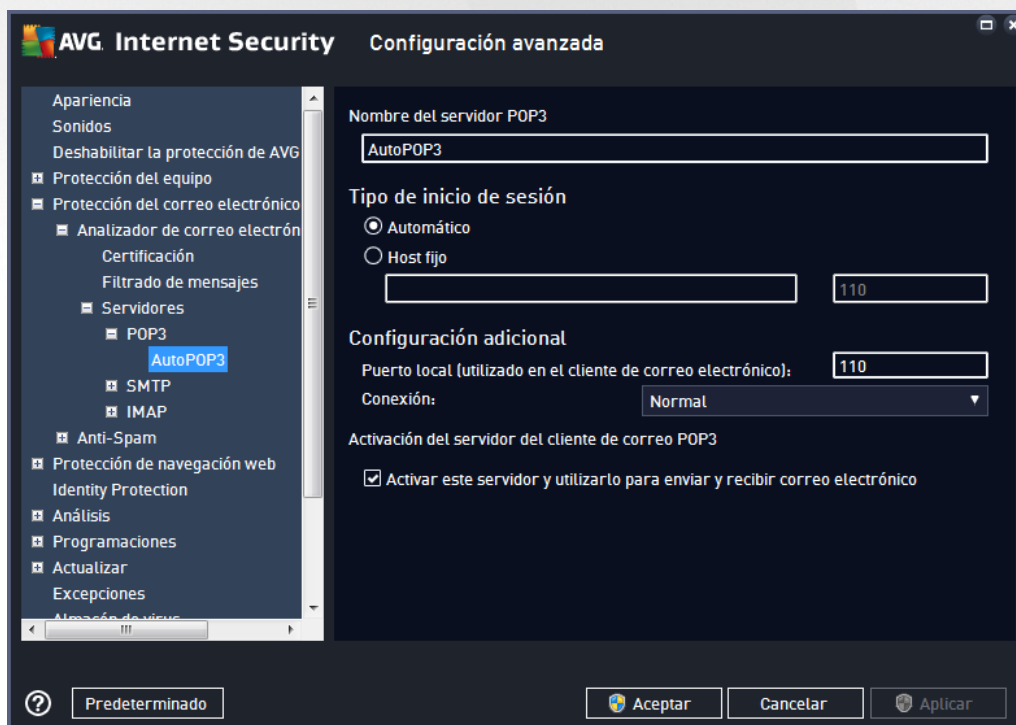 AVG. Internet Security Configuración avanzada
Apariencia
Sonidos
Deshabilitar la protección de AVG
Protección del equipo
Protección del correo electrónico
Analizador de correo electrón
Certificación
Filtrado de mensajes
Servidores
POP3
AutoPOP3
SMTP
IMAP
Anti-Spam
Protección de navegación web
Identity Protection
Análisis
Programaciones
Actualizar
Excepciones
Almacén de virus
Nombre del servidor POP3
AutoPOP3
Tipo de inicio de sesión
Automático
Host fijo
110
Configuración adicional
Puerto local (utilizado en el cliente de correo electrónico): 110
Conexión: Normal
Activación del servidor del cliente de correo POP3
Activar este servidor y utilizarlo para enviar y recibir correo electrónico
Predeterminado Aceptar Cancelar Aplicar